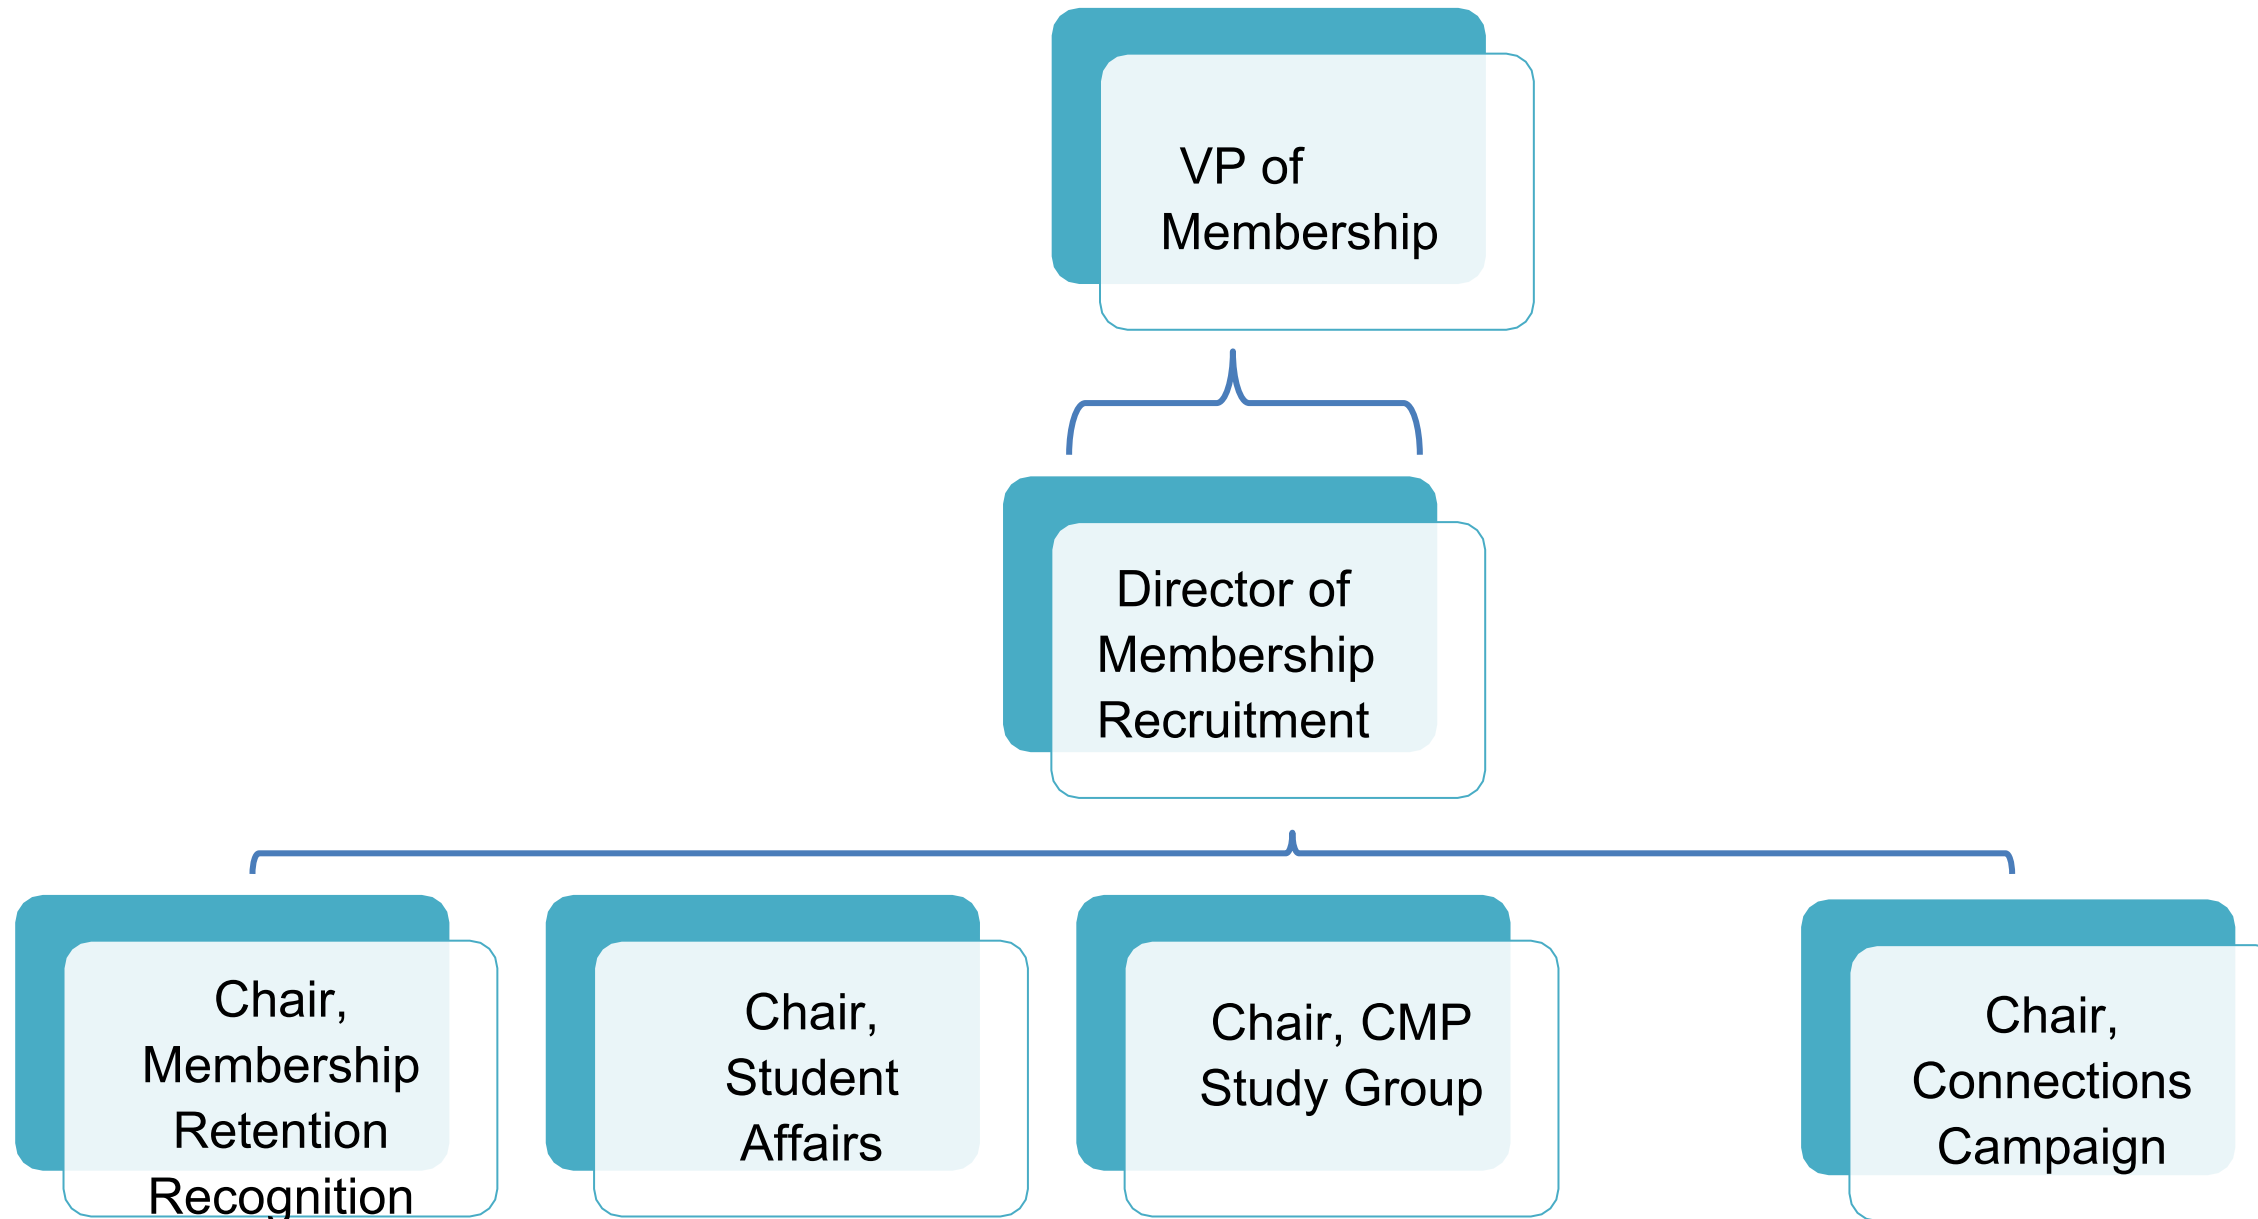 VP of
Membership
Director of
Membership
Recruitment
Chair,
Membership
Retention
Recognition
Chair,
Student
Affairs
Chair, CMP
Study Group
Chair,
Connections
Campaign